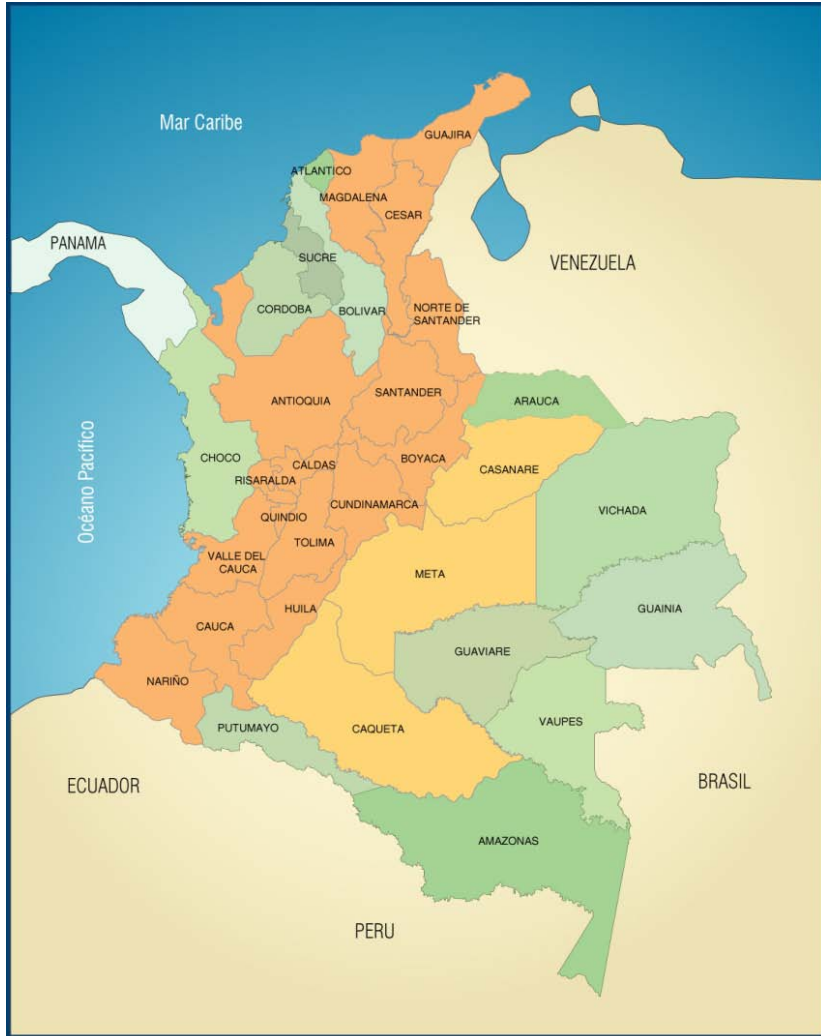 Mar Caribe
GUAJIRA
ATLANTICO
MAGDALENA
CESAR
PANAMA
SUCRE
VENEZUELA
CORDOBA
BOLIVAR
NORTE DE
SANTANDER
ANTIOQUIA
SANTANDER
ARAUCA
CHOCO
CALDAS
BOYACA
CASANARE
RISARALDA
Océano Pacífico
QUINDIO
CUNDINAMARCA
VICHADA
TOLIMA
VALLE DEL
CAUCA
META
HUILA
GUAINIA
CAUCA
GUAVIARE
NARIÑO
PUTUMAYO
CAQUETA
VAUPES
ECUADOR
BRASIL
AMAZONAS
PERU